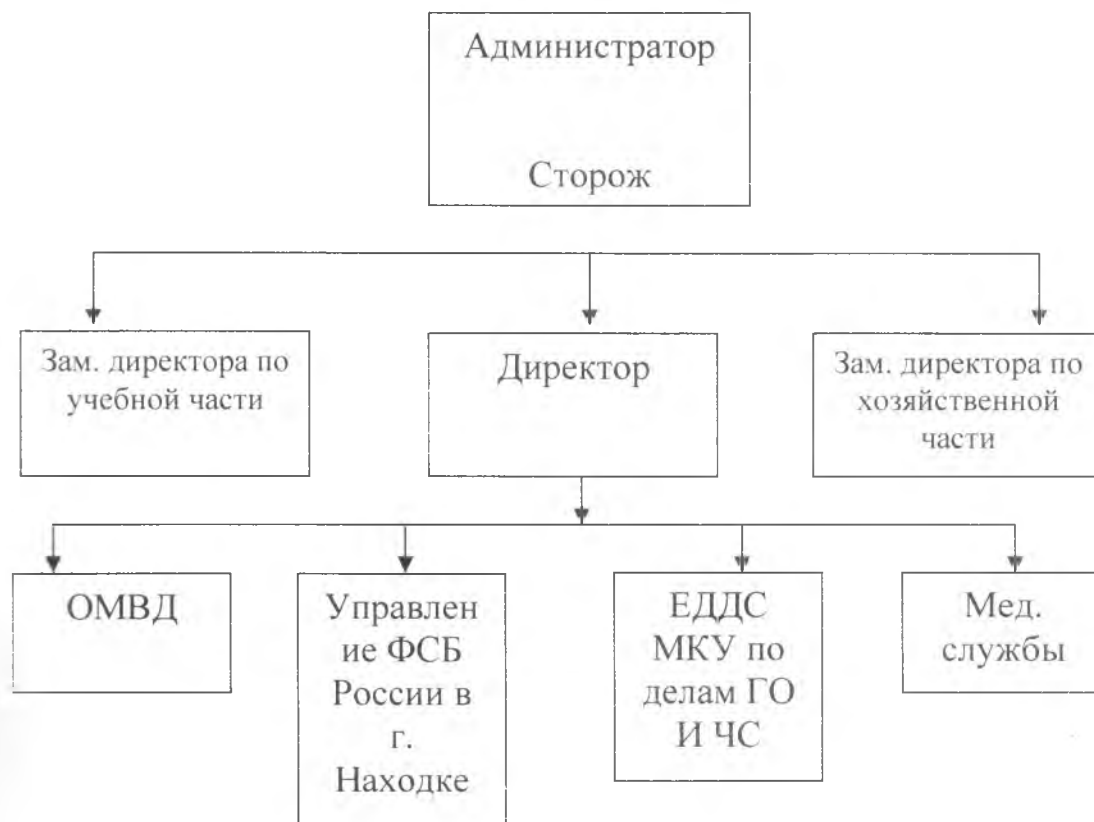 Администратор
Сторож
Зам. директора по
учебной части
Директор
Зам. директора по
хозяйственной
части
ОМВД
Управлен
ие ФСБ
России в
г.
Находке
ЕДДС
МКУ по
делам ГО
И ЧС
Мед.
службы